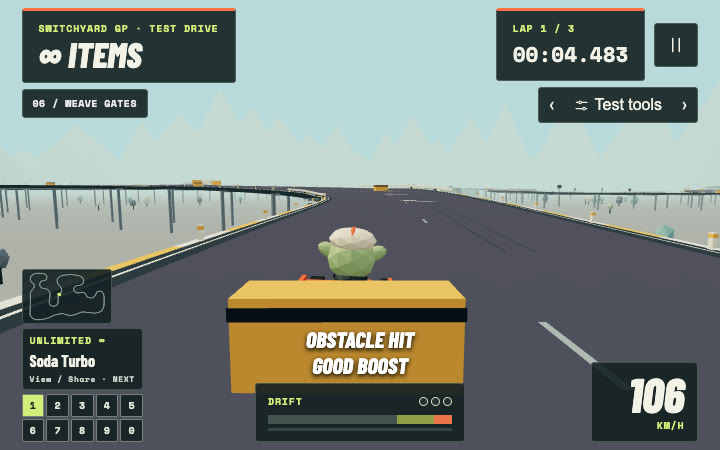 SWITCHYARD GP · TEST DRIVE
∞ ITEMS
06 / WEAVE GATES
LAP 1 / 3
00:04.483
‹ Test tools ›
OBSTACLE HIT
GOOD BOOST
UNLIMITED ∞
Soda Turbo
View / Share · NEXT
1 2 3 4 5
6 7 8 9 0
DRIFT
106
KM/H